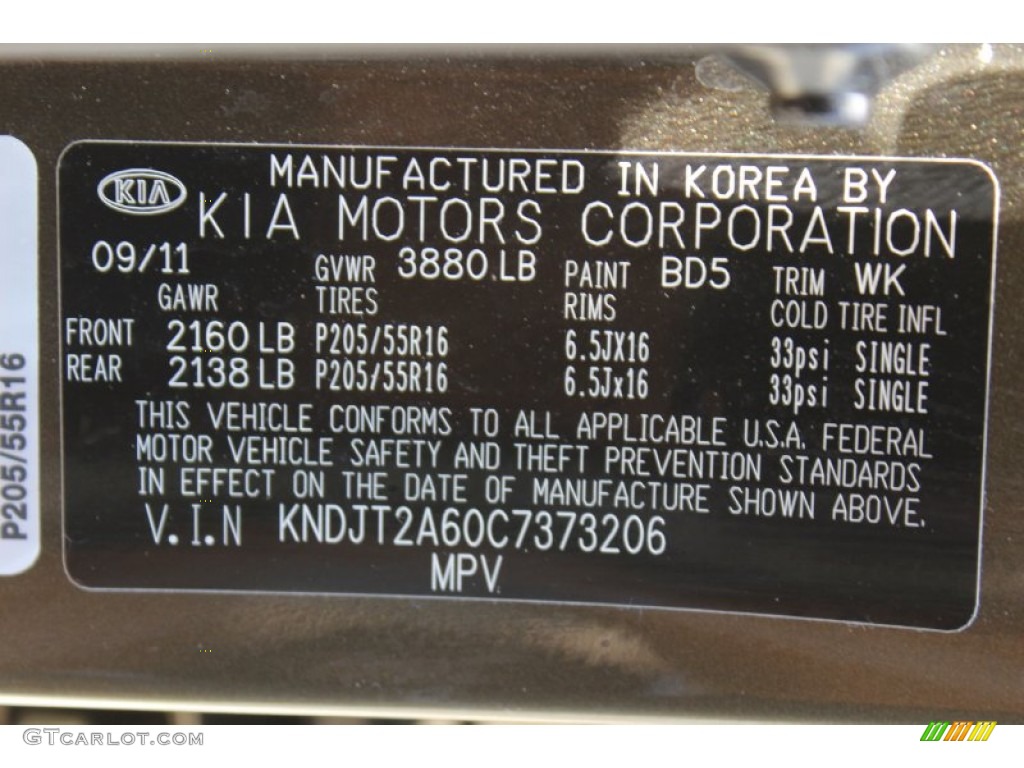 MANUFACTURED IN KOREA BY
KIA KIA MOTORS CORPORATION
09/11 GVWR 3880 LB PAINT BD5 TRIM WK
GAWR TIRES RIMS COLD TIRE INFL
FRONT 2160 LB P205/55R16 6.5JX16 33psi SINGLE
REAR 2138 LB P205/55R16 6.5Jx16 33psi SINGLE
THIS VEHICLE CONFORMS TO ALL APPLICABLE U.S.A. FEDERAL
MOTOR VEHICLE SAFETY AND THEFT PREVENTION STANDARDS
IN EFFECT ON THE DATE OF MANUFACTURE SHOWN ABOVE.
V.I.N KNDJT2A60C7373206
MPV
P205/55R16
GTCARLOT.COM